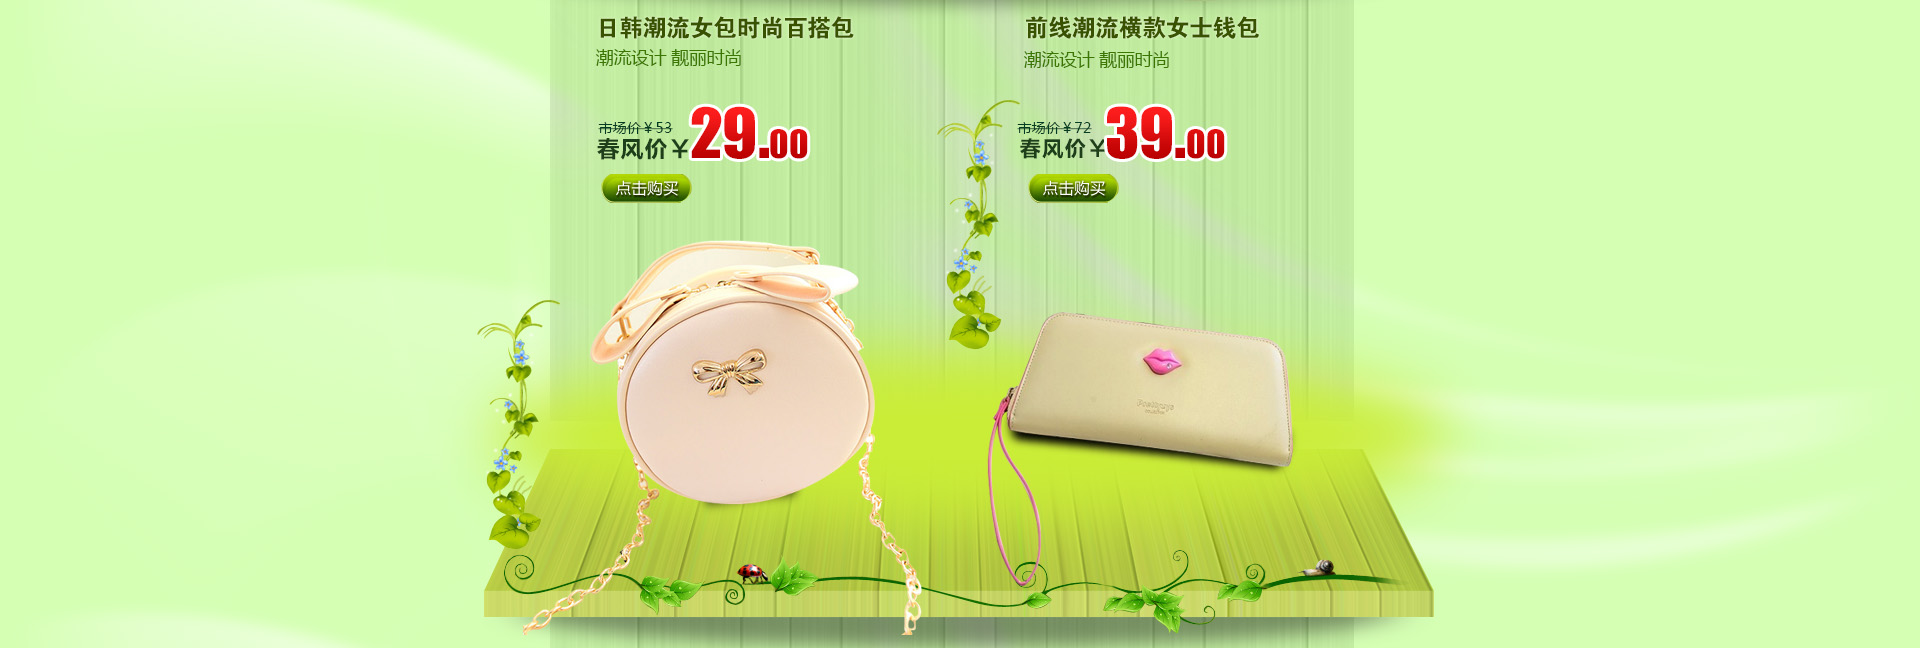 日韩潮流女包时尚百搭包
潮流设计 靓丽时尚
市场价￥53
春风价￥29.00
点击购买
前线潮流横款女士钱包
潮流设计 靓丽时尚
市场价￥72
春风价￥39.00
点击购买